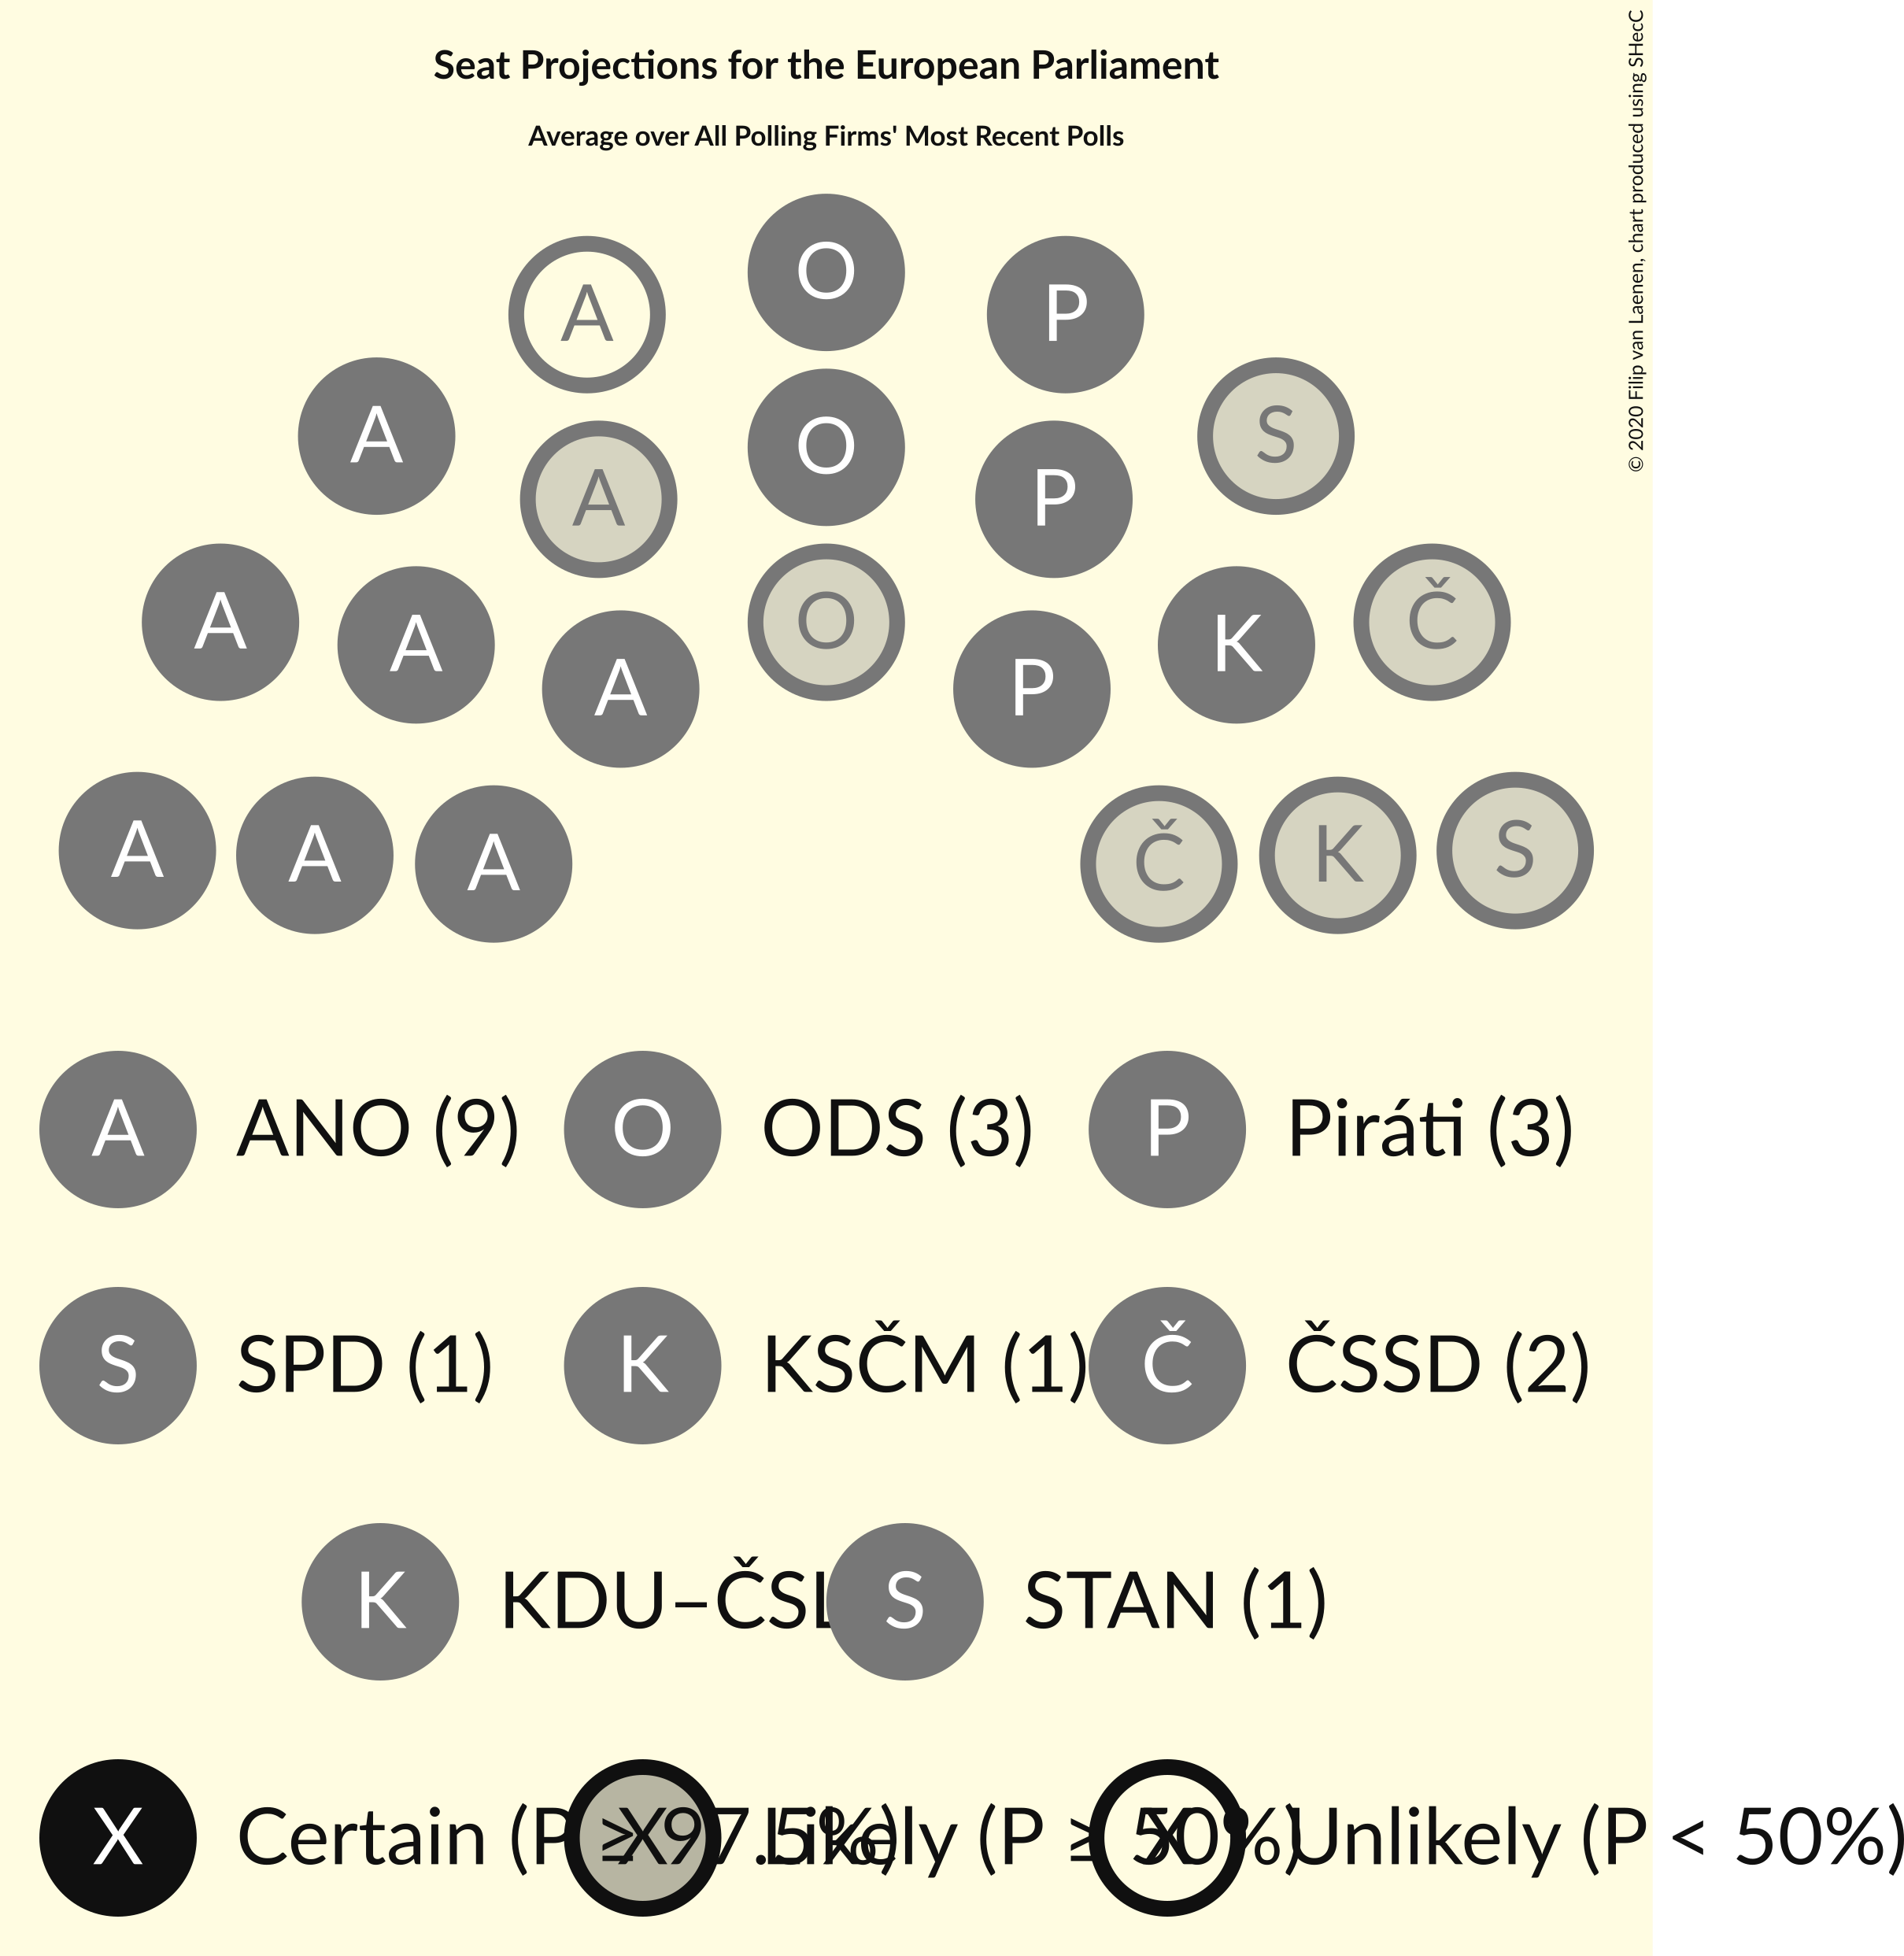 Seat Projections for the European Parliament
Average over All Polling Firms' Most Recent Polls
© 2020 Filip van Laenen, chart produced using SHecC
O
A P
O
A S
A P
A O Č
A K
A P
A S
A K
A Č
A ANO (9) O ODS (3) P Piráti (3)
S SPD (1) K KSČM (1) Č ČSSD (2)
K KDU–ČSL S STAN (1)
X Certain (P ≥ 97.5%) X Likely (P ≥ 50%) X Unlikely (P < 50%)